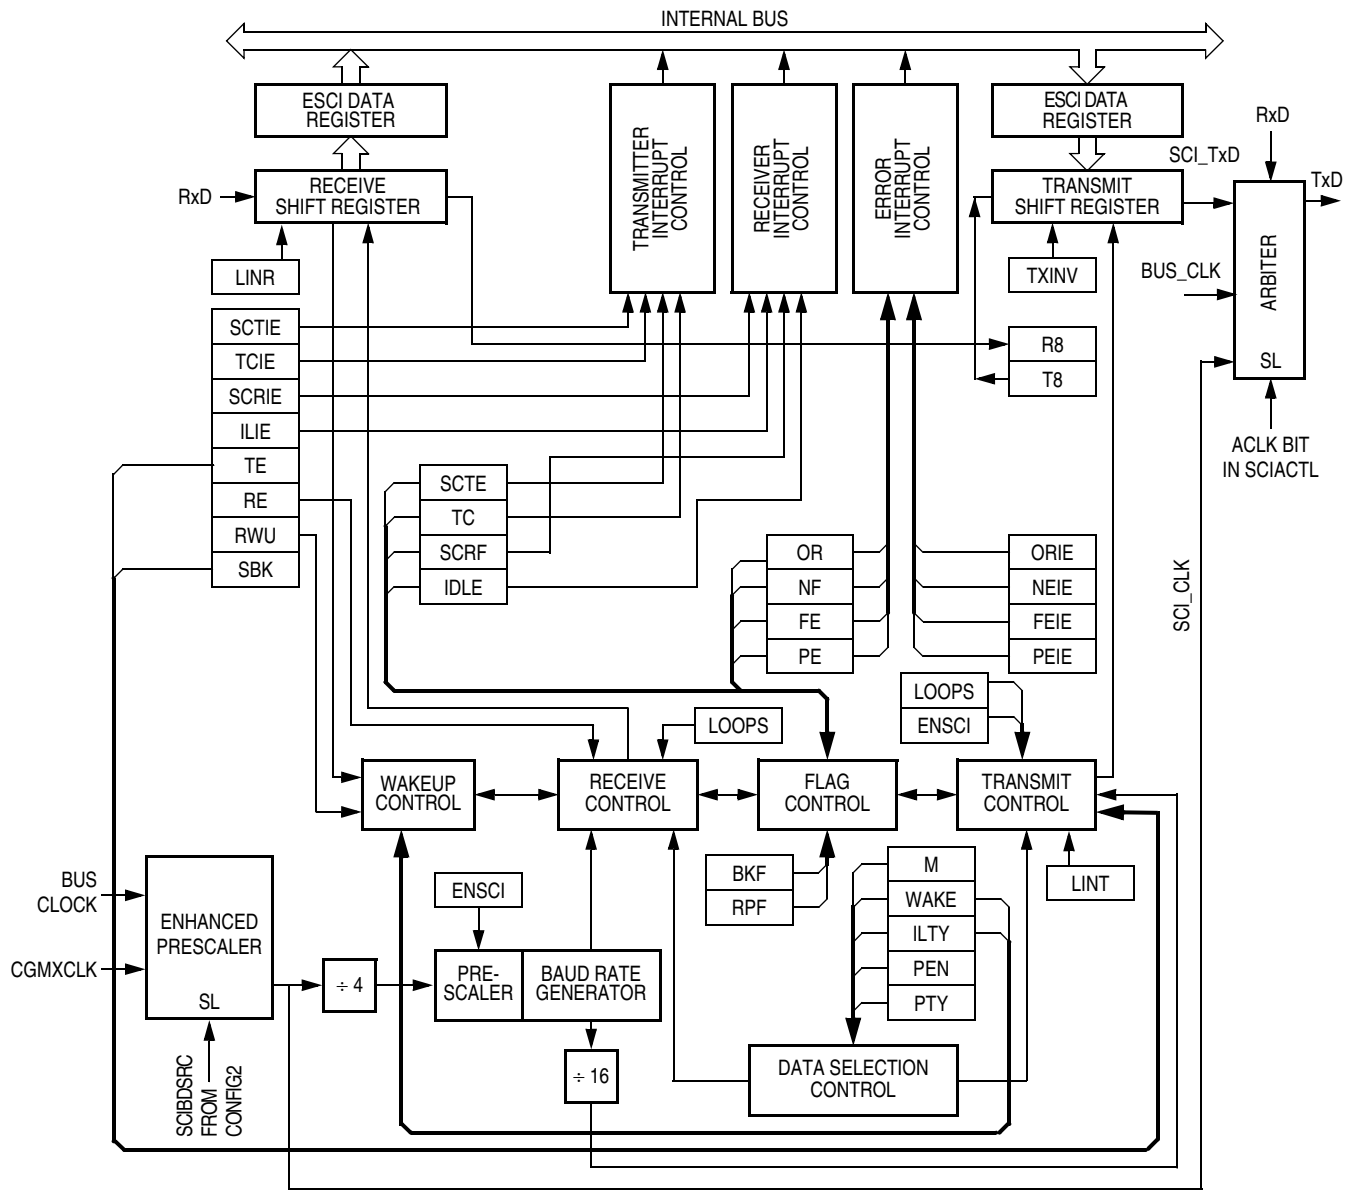 INTERNAL BUS
ESCI DATA
REGISTER
RECEIVE
SHIFT REGISTER
RxD
LINR
TRANSMITTER
INTERRUPT
CONTROL
RECEIVER
INTERRUPT
CONTROL
ERROR
INTERRUPT
CONTROL
ESCI DATA
REGISTER
TRANSMIT
SHIFT REGISTER
TXINV
SCI_TxD
RxD
TxD
BUS_CLK
ARBITER
SL
ACLK BIT
IN SCIACTL
R8
T8
SCTIE
TCIE
SCRIE
ILIE
TE
RE
RWU
SBK
SCTE
TC
SCRF
IDLE
OR
NF
FE
PE
ORIE
NEIE
FEIE
PEIE
SCI_CLK
LOOPS
ENSCI
LOOPS
WAKEUP
CONTROL
RECEIVE
CONTROL
FLAG
CONTROL
TRANSMIT
CONTROL
BKF
RPF
M
WAKE
ILTY
PEN
PTY
LINT
BUS
CLOCK
CGMXCLK
ENHANCED
PRESCALER
SL
SCIBDSRC
FROM
CONFIG2
÷ 4
ENSCI
PRE-
SCALER
BAUD RATE
GENERATOR
÷ 16
DATA SELECTION
CONTROL